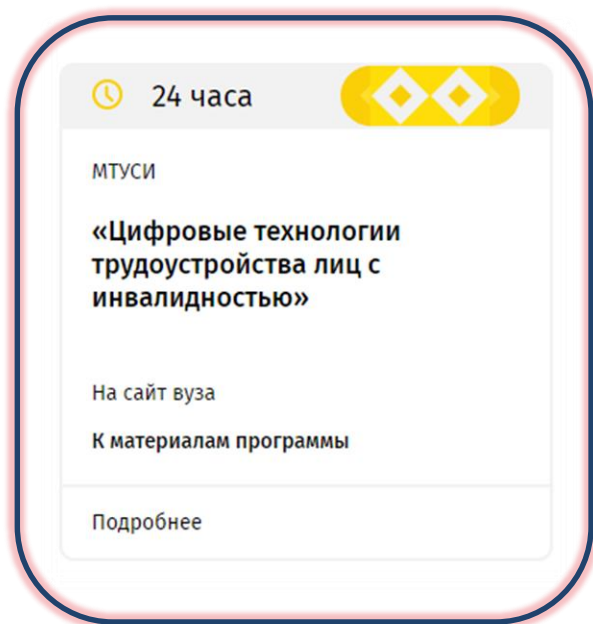 24 часа
МТУСИ
«Цифровые технологии
трудоустройства лиц с
инвалидностью»
На сайт вуза
К материалам программы
Подробнее